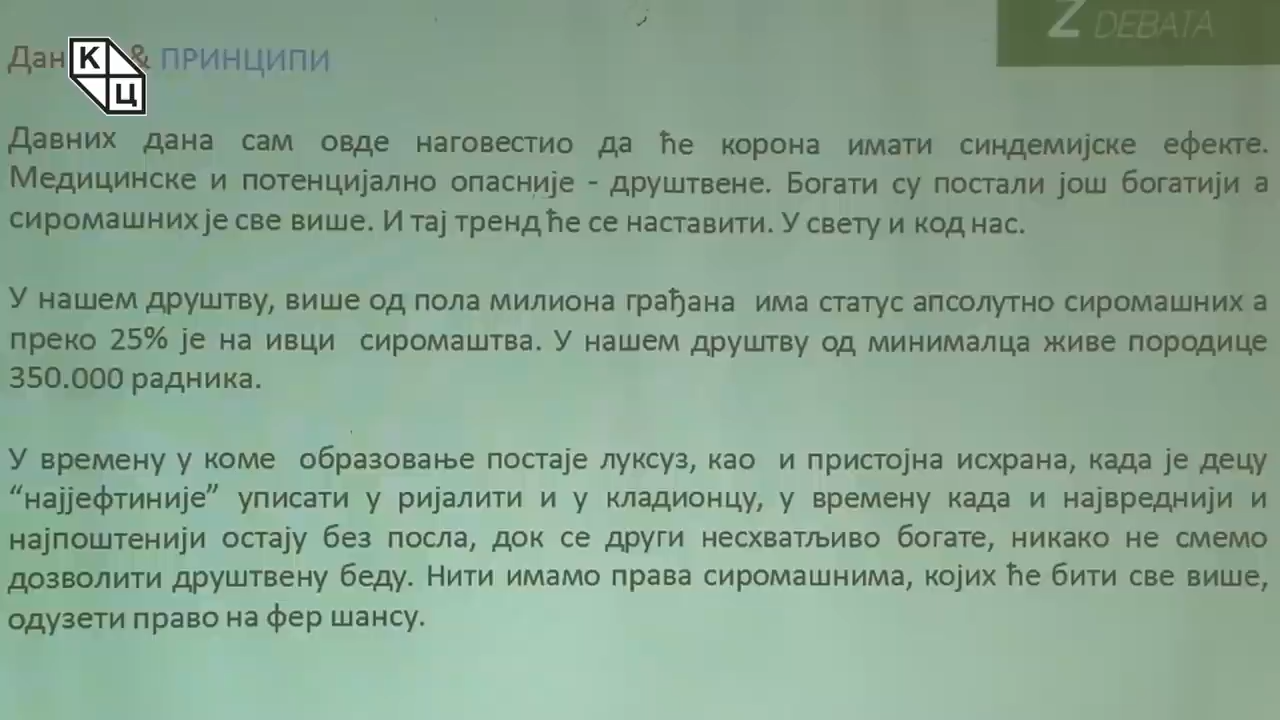 Z DEBATA
К
Ц
& ПРИНЦИПИ
Давних дана сам овде наговестио да ће корона имати синдемијске ефекте.
Медицинске и потенцијално опасније - друштвене. Богати су постали још богатији а
сиромашних је све више. И тај тренд ће се наставити. У свету и код нас.
У нашем друштву, више од пола милиона грађана има статус апсолутно сиромашних а
преко 25% је на ивци сиромаштва. У нашем друштву од минималца живе породице
350.000 радника.
У времену у коме образовање постаје луксуз, као и пристојна исхрана, када је децу
“најјефтиније” уписати у ријалити и у кладионцу, у времену када и највреднији и
најпоштенији остају без посла, док се други несхватљиво богате, никако не смемо
дозволити друштвену беду. Нити имамо права сиромашнима, којих ће бити све више,
одузети право на фер шансу.